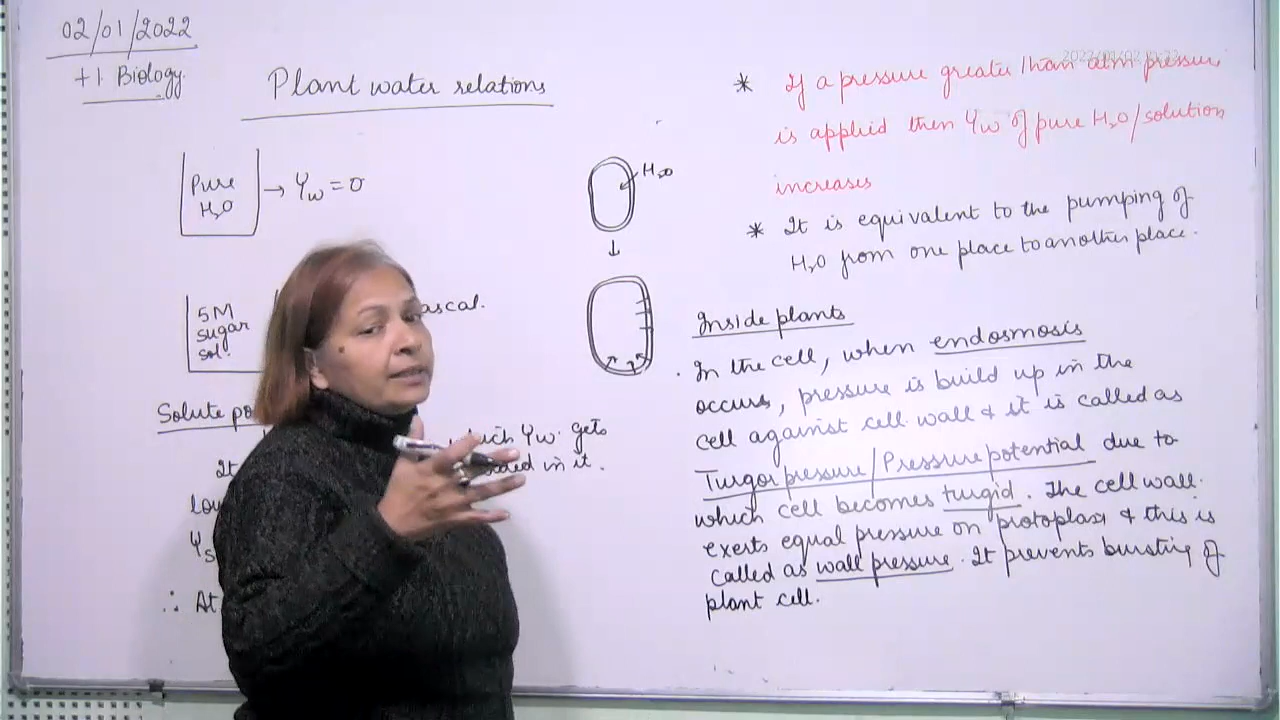 02/01/2022
+1 Biology
Plant water relations
Pure
H2O
→ Ψw = 0
5M
sugar
sol.
ascal.
Solute po
It
which Ψw gets
in it.
Ψs
∴ At
H2O
2022/01/02
* If a pressure greater than atm pressure
is applied then Ψw of pure H2O/solution
increases
* It is equivalent to the pumping of
H2O from one place to another place.
Inside plants
. In the cell, when endosmosis
occurs, pressure is build up in the
cell against cell wall & it is called as
Turgor pressure/Pressure potential due to
which cell becomes turgid. The cell wall
exerts equal pressure on protoplasm & this is
called as wall pressure. It prevents bursting of
plant cell.